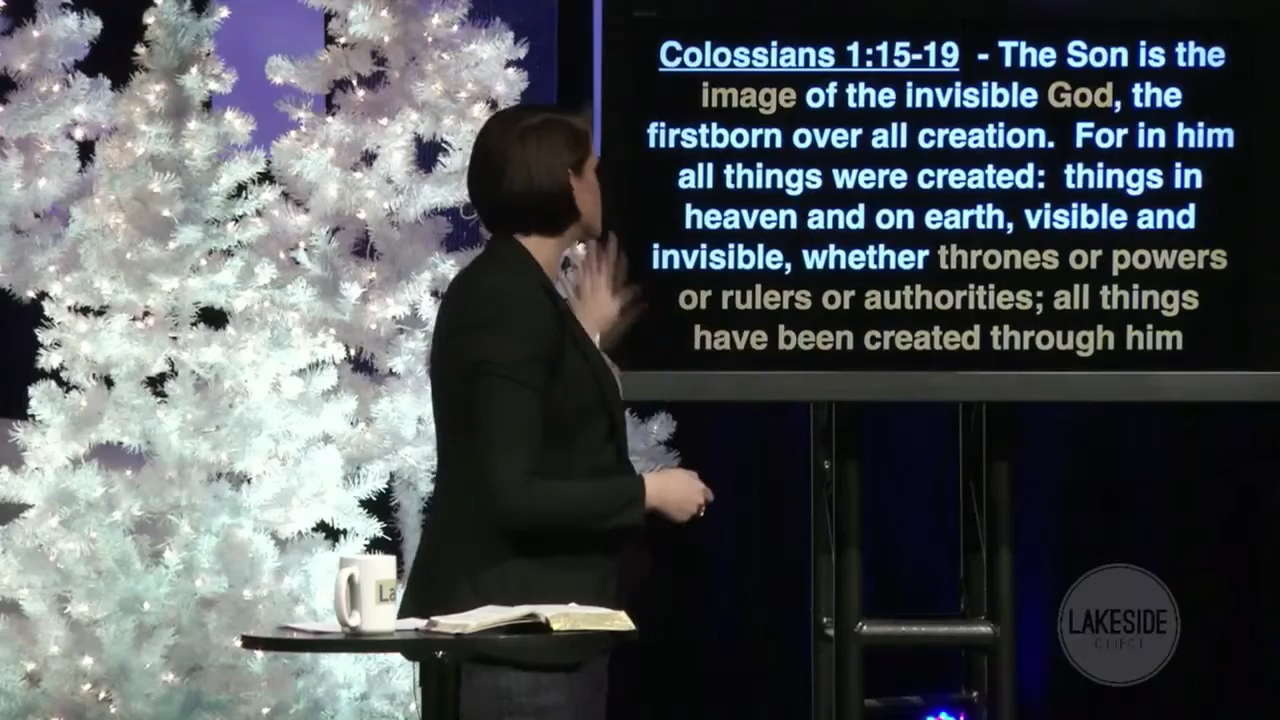 Colossians 1:15-19 - The Son is the
image of the invisible God, the
firstborn over all creation. For in him
all things were created: things in
heaven and on earth, visible and
invisible, whether thrones or powers
or rulers or authorities; all things
have been created through him
La
LAKESIDE